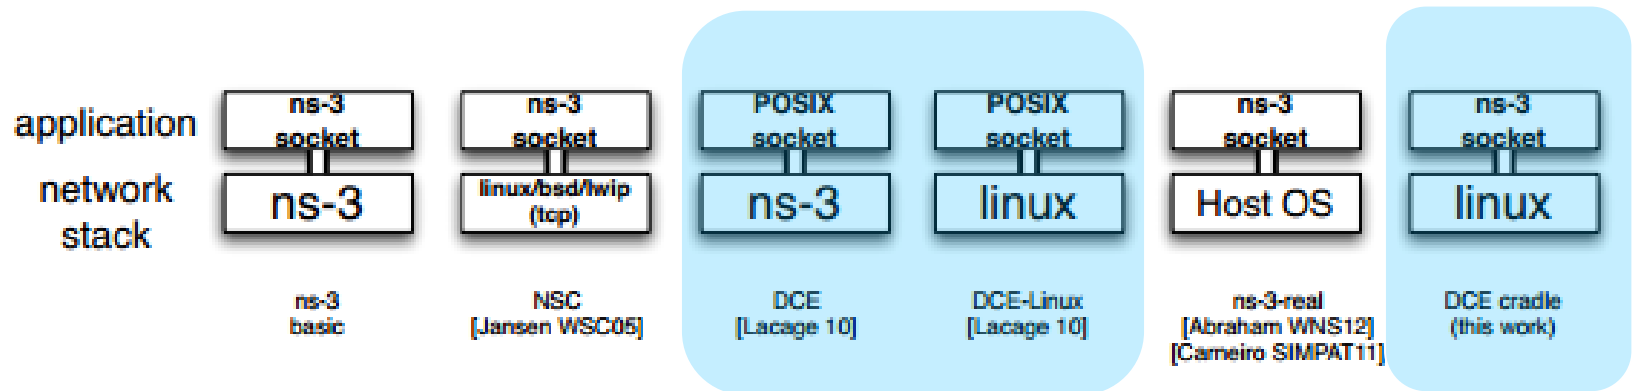 application
network
stack
ns-3
socket
ns-3
ns-3
basic
ns-3
socket
linux/bsd/lwip
(tcp)
NSC
[Jansen WSC05]
POSIX
socket
ns-3
DCE
[Lacage 10]
POSIX
socket
linux
DCE-Linux
[Lacage 10]
ns-3
socket
Host OS
ns-3-real
[Abraham WNS12]
[Carneiro SIMPAT11]
ns-3
socket
linux
DCE cradle
(this work)